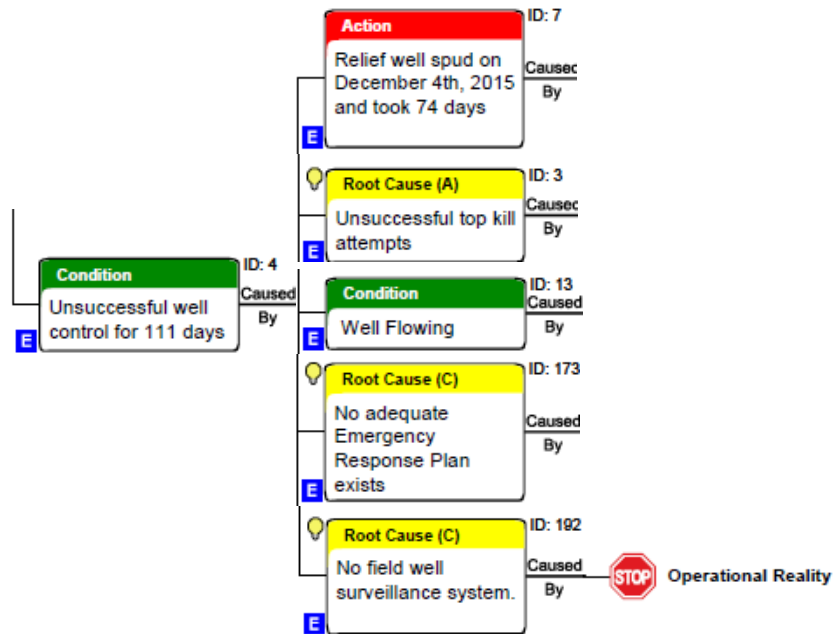 Action
ID: 7
Relief well spud on
December 4th, 2015
and took 74 days
Caused
By
E
Root Cause (A)
ID: 3
Unsuccessful top kill
attempts
Caused
By
E
Condition
ID: 4
Unsuccessful well
control for 111 days
Caused
By
E
Condition
ID: 13
Well Flowing
Caused
By
E
Root Cause (C)
ID: 173
No adequate
Emergency
Response Plan
exists
Caused
By
E
Root Cause (C)
ID: 192
No field well
surveillance system.
Caused
By
E
STOP
Operational Reality